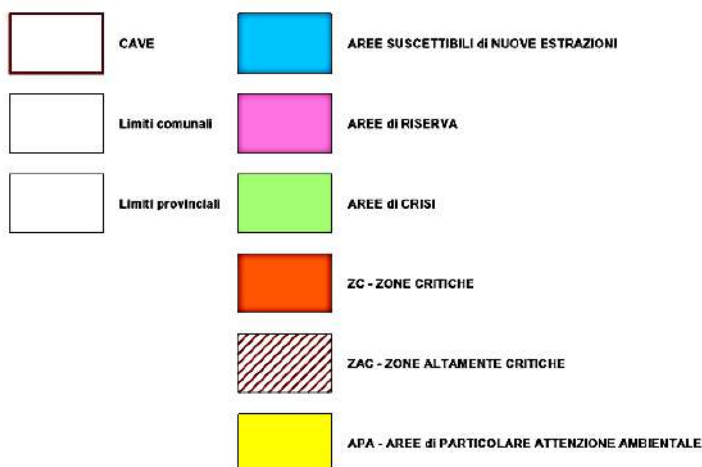 CAVE
AREE SUSCETTIBILI di NUOVE ESTRAZIONI
Limiti comunali
AREE di RISERVA
Limiti provinciali
AREE di CRISI
ZC - ZONE CRITICHE
ZAC - ZONE ALTAMENTE CRITICHE
APA - AREE di PARTICOLARE ATTENZIONE AMBIENTALE